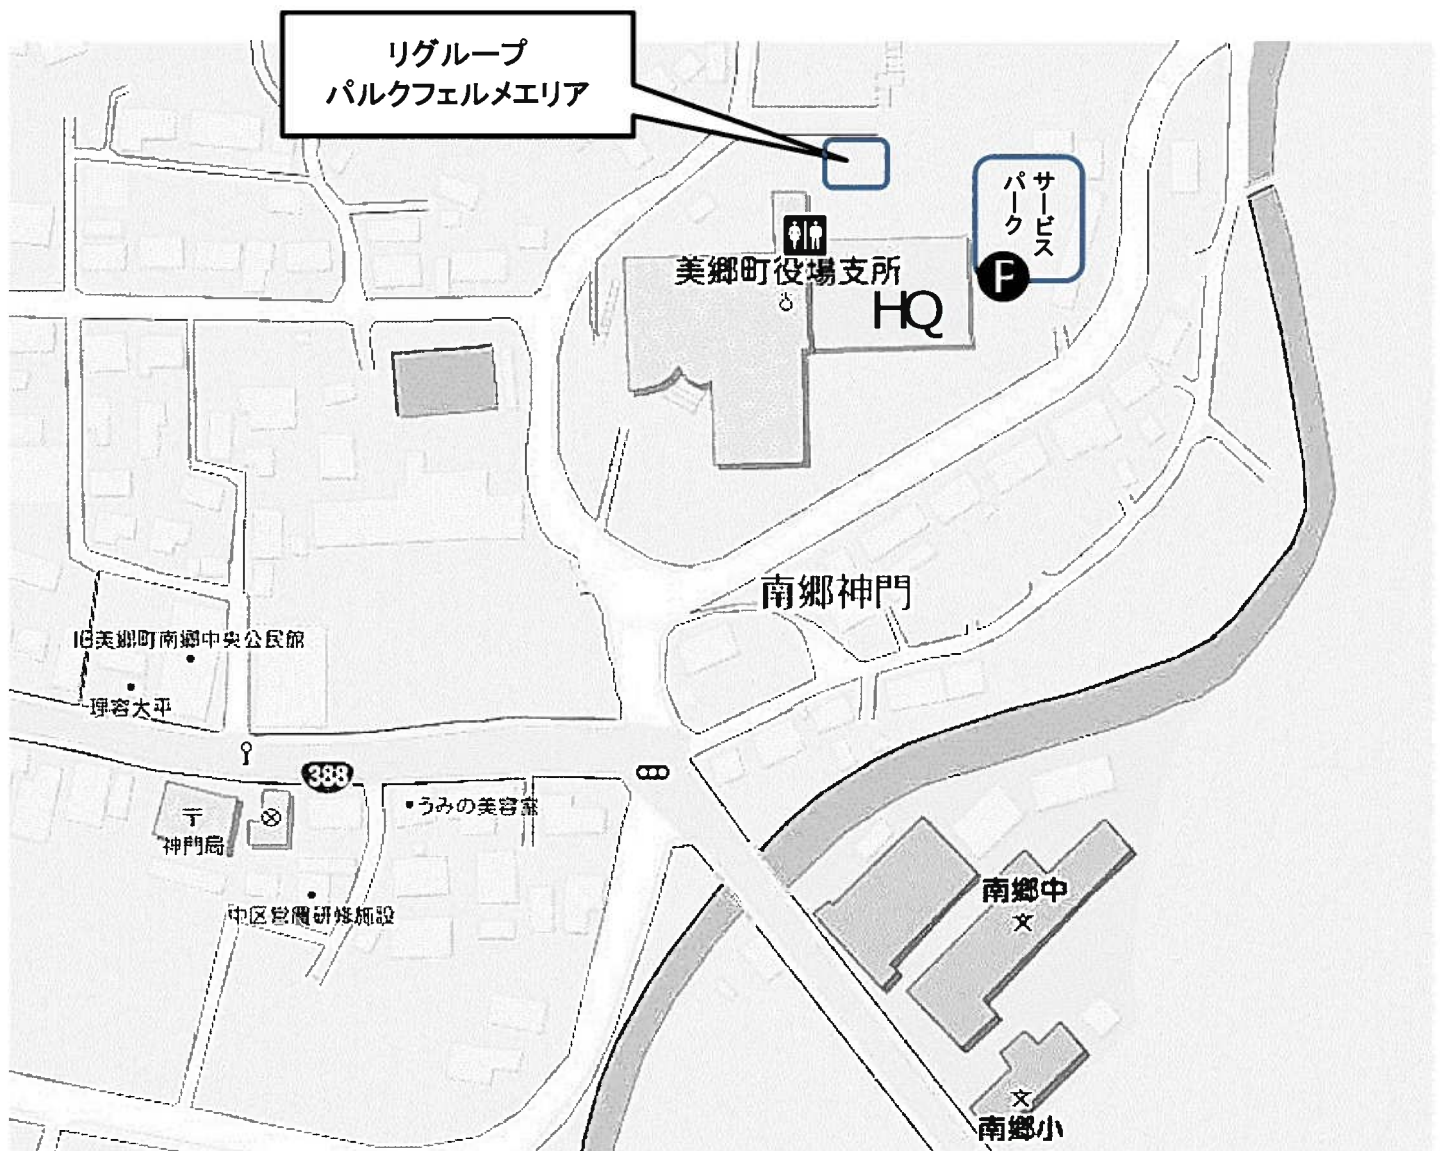 リグループ
パルクフェルメエリア
サービス
パーク
F
美郷町役場支所
HQ
南郷神門
旧美郷町南郷中央公民館
理容大平
388
うみの美容室
〒
神門局
中区営農研修施設
南郷中
文
文
南郷小